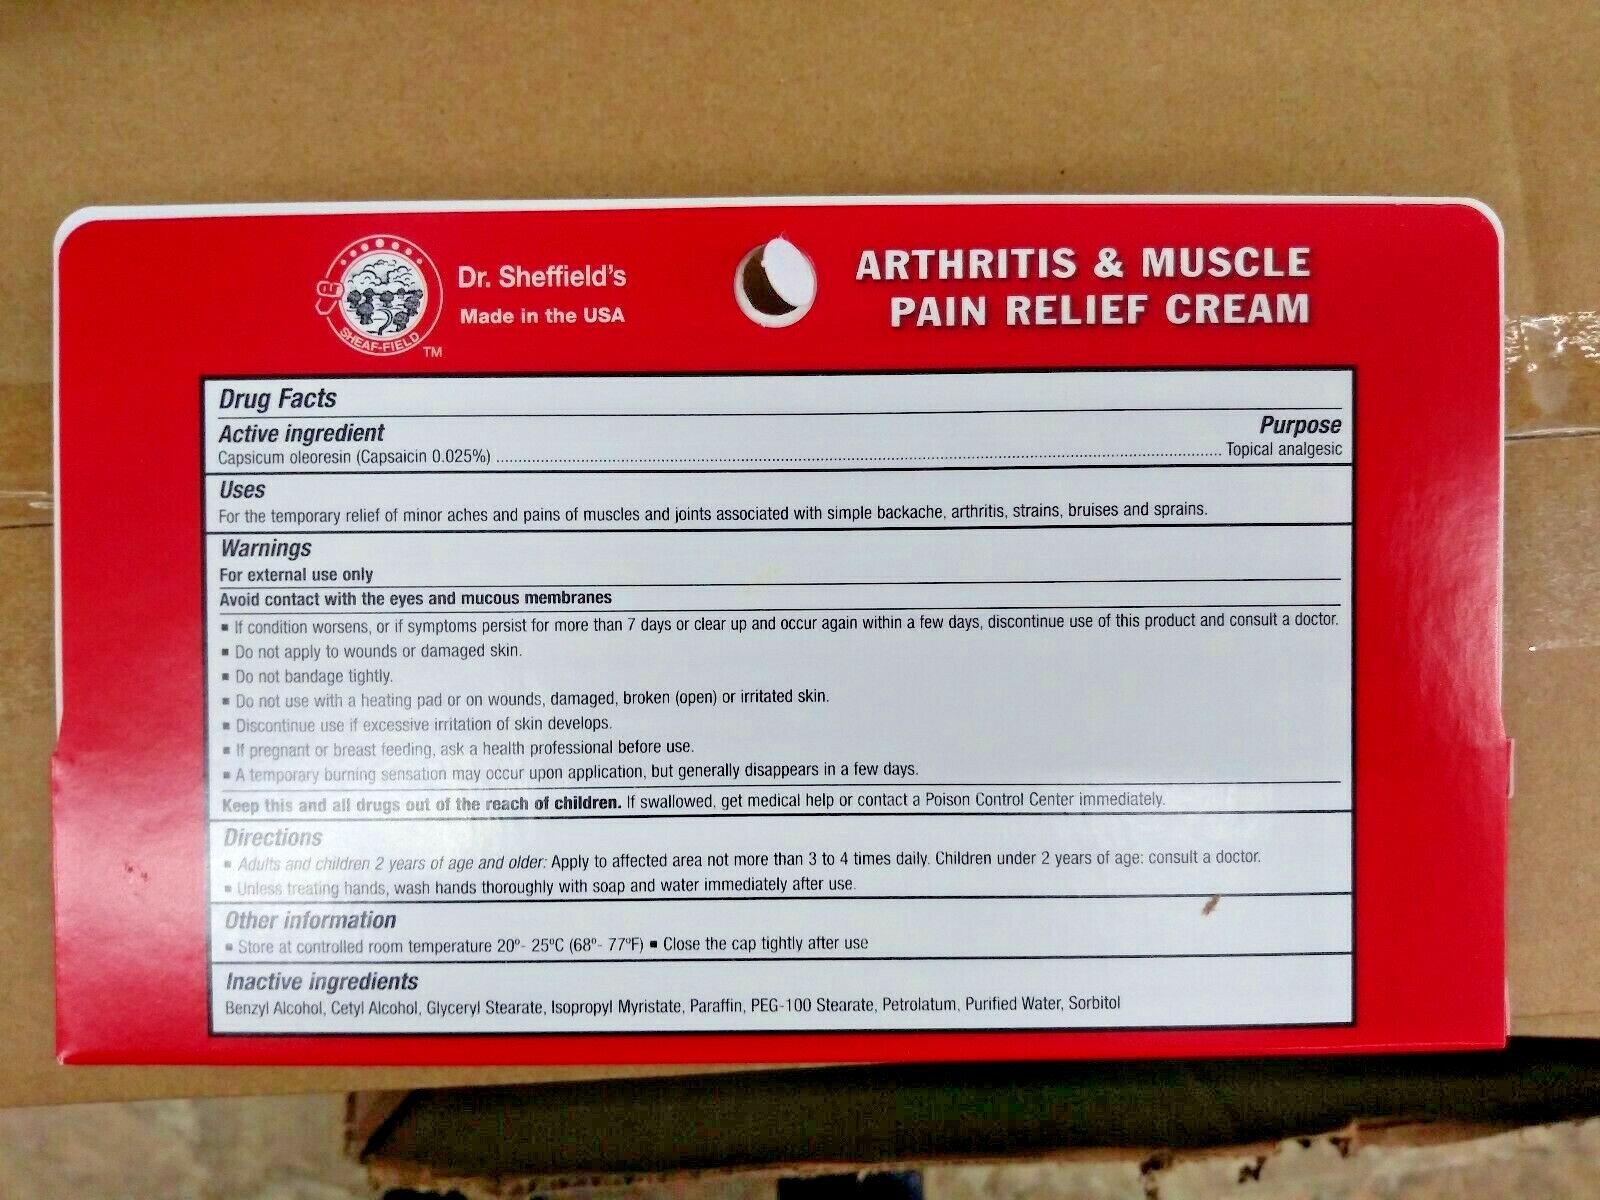 SHEAF-FIELD
TM
Dr. Sheffield's
Made in the USA
ARTHRITIS & MUSCLE
PAIN RELIEF CREAM
Drug Facts
Active ingredient Purpose
Capsicum oleoresin (Capsaicin 0.025%) ........ Topical analgesic
Uses
For the temporary relief of minor aches and pains of muscles and joints associated with simple backache, arthritis, strains, bruises and sprains.
Warnings
For external use only
Avoid contact with the eyes and mucous membranes
▪ If condition worsens, or if symptoms persist for more than 7 days or clear up and occur again within a few days, discontinue use of this product and consult a doctor.
▪ Do not apply to wounds or damaged skin.
▪ Do not bandage tightly.
▪ Do not use with a heating pad or on wounds, damaged, broken (open) or irritated skin.
▪ Discontinue use if excessive irritation of skin develops.
▪ If pregnant or breast feeding, ask a health professional before use.
▪ A temporary burning sensation may occur upon application, but generally disappears in a few days.
Keep this and all drugs out of the reach of children. If swallowed, get medical help or contact a Poison Control Center immediately.
Directions
▪ Adults and children 2 years of age and older: Apply to affected area not more than 3 to 4 times daily. Children under 2 years of age: consult a doctor.
▪ Unless treating hands, wash hands thoroughly with soap and water immediately after use.
Other information
▪ Store at controlled room temperature 20º- 25ºC (68º- 77ºF) ▪ Close the cap tightly after use
Inactive ingredients
Benzyl Alcohol, Cetyl Alcohol, Glyceryl Stearate, Isopropyl Myristate, Paraffin, PEG-100 Stearate, Petrolatum, Purified Water, Sorbitol